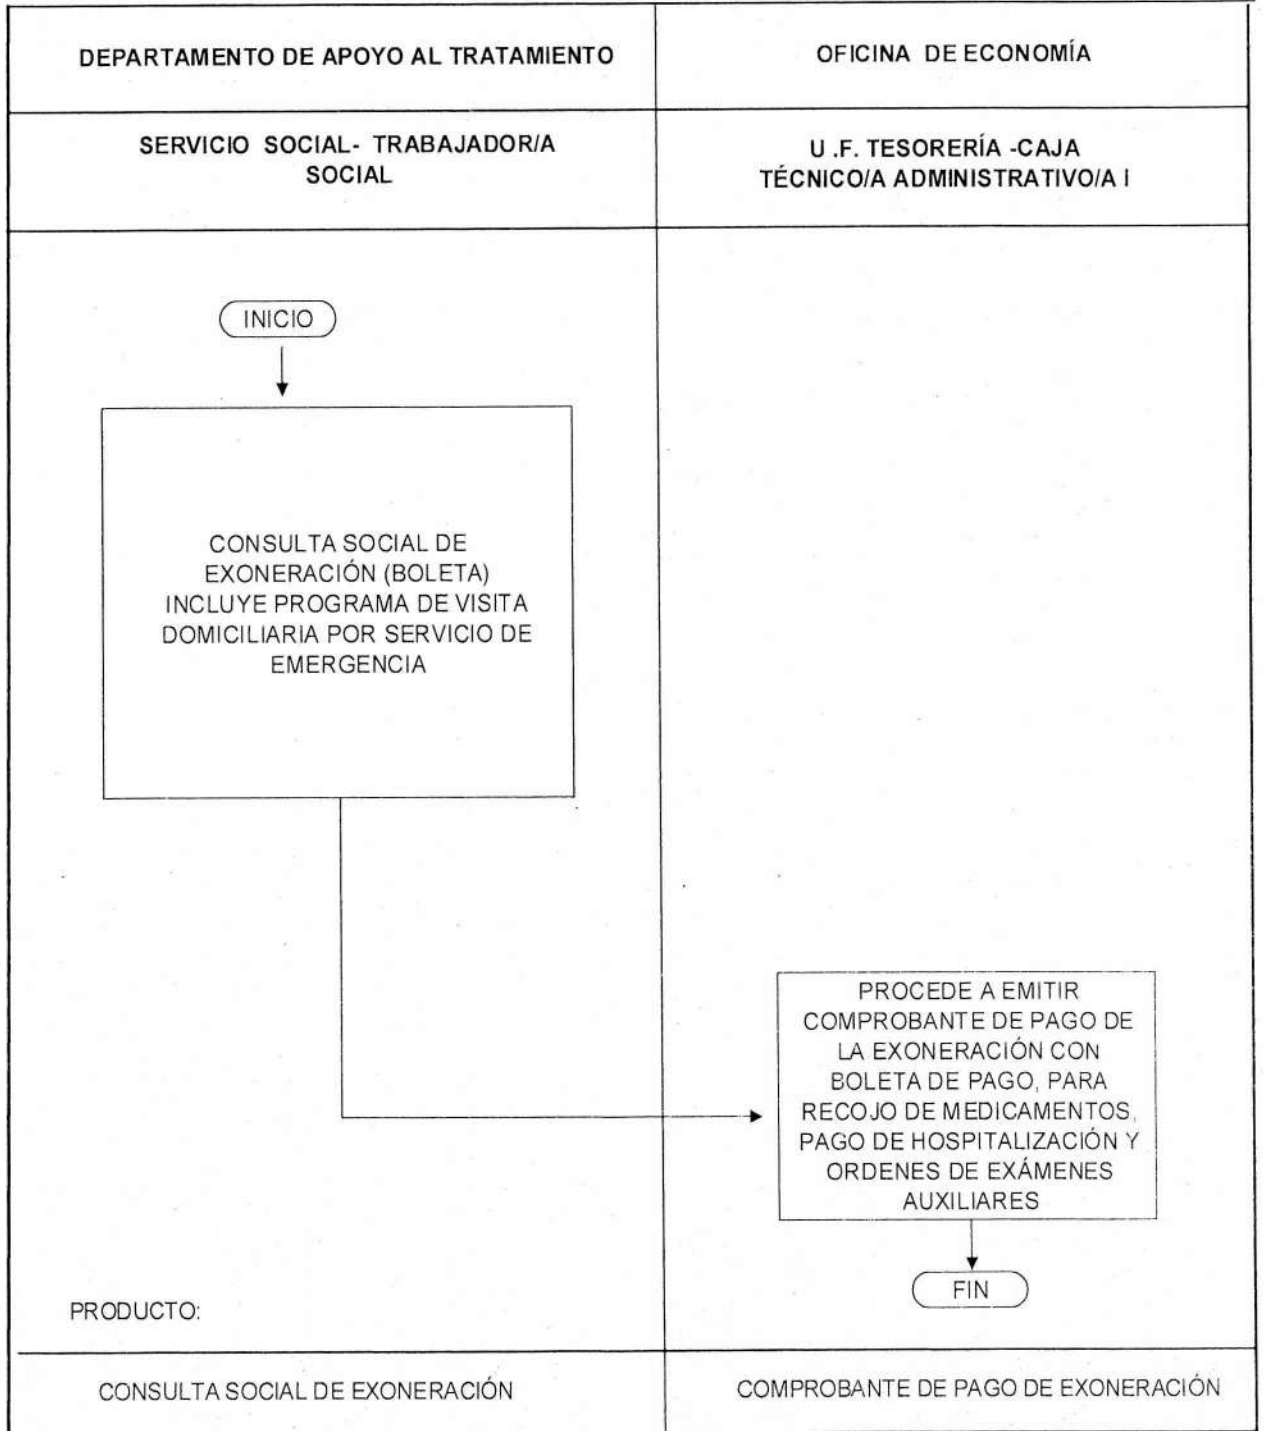 DEPARTAMENTO DE APOYO AL TRATAMIENTO
OFICINA DE ECONOMÍA
SERVICIO SOCIAL- TRABAJADOR/A
SOCIAL
U .F. TESORERÍA -CAJA
TÉCNICO/A ADMINISTRATIVO/A I
INICIO
CONSULTA SOCIAL DE
EXONERACIÓN (BOLETA)
INCLUYE PROGRAMA DE VISITA
DOMICILIARIA POR SERVICIO DE
EMERGENCIA
PROCEDE A EMITIR
COMPROBANTE DE PAGO DE
LA EXONERACIÓN CON
BOLETA DE PAGO, PARA
RECOJO DE MEDICAMENTOS,
PAGO DE HOSPITALIZACIÓN Y
ORDENES DE EXÁMENES
AUXILIARES
FIN
PRODUCTO:
CONSULTA SOCIAL DE EXONERACIÓN
COMPROBANTE DE PAGO DE EXONERACIÓN